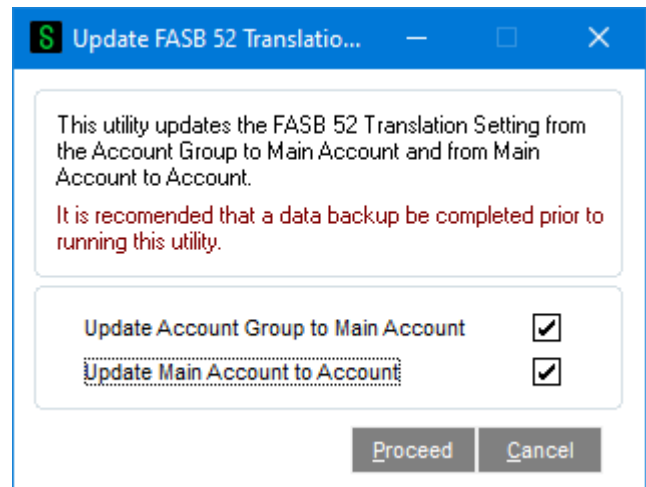 S Update FASB 52 Translatio...
This utility updates the FASB 52 Translation Setting from
the Account Group to Main Account and from Main
Account to Account.
It is recomended that a data backup be completed prior to
running this utility.
Update Account Group to Main Account
Update Main Account to Account
Proceed Cancel